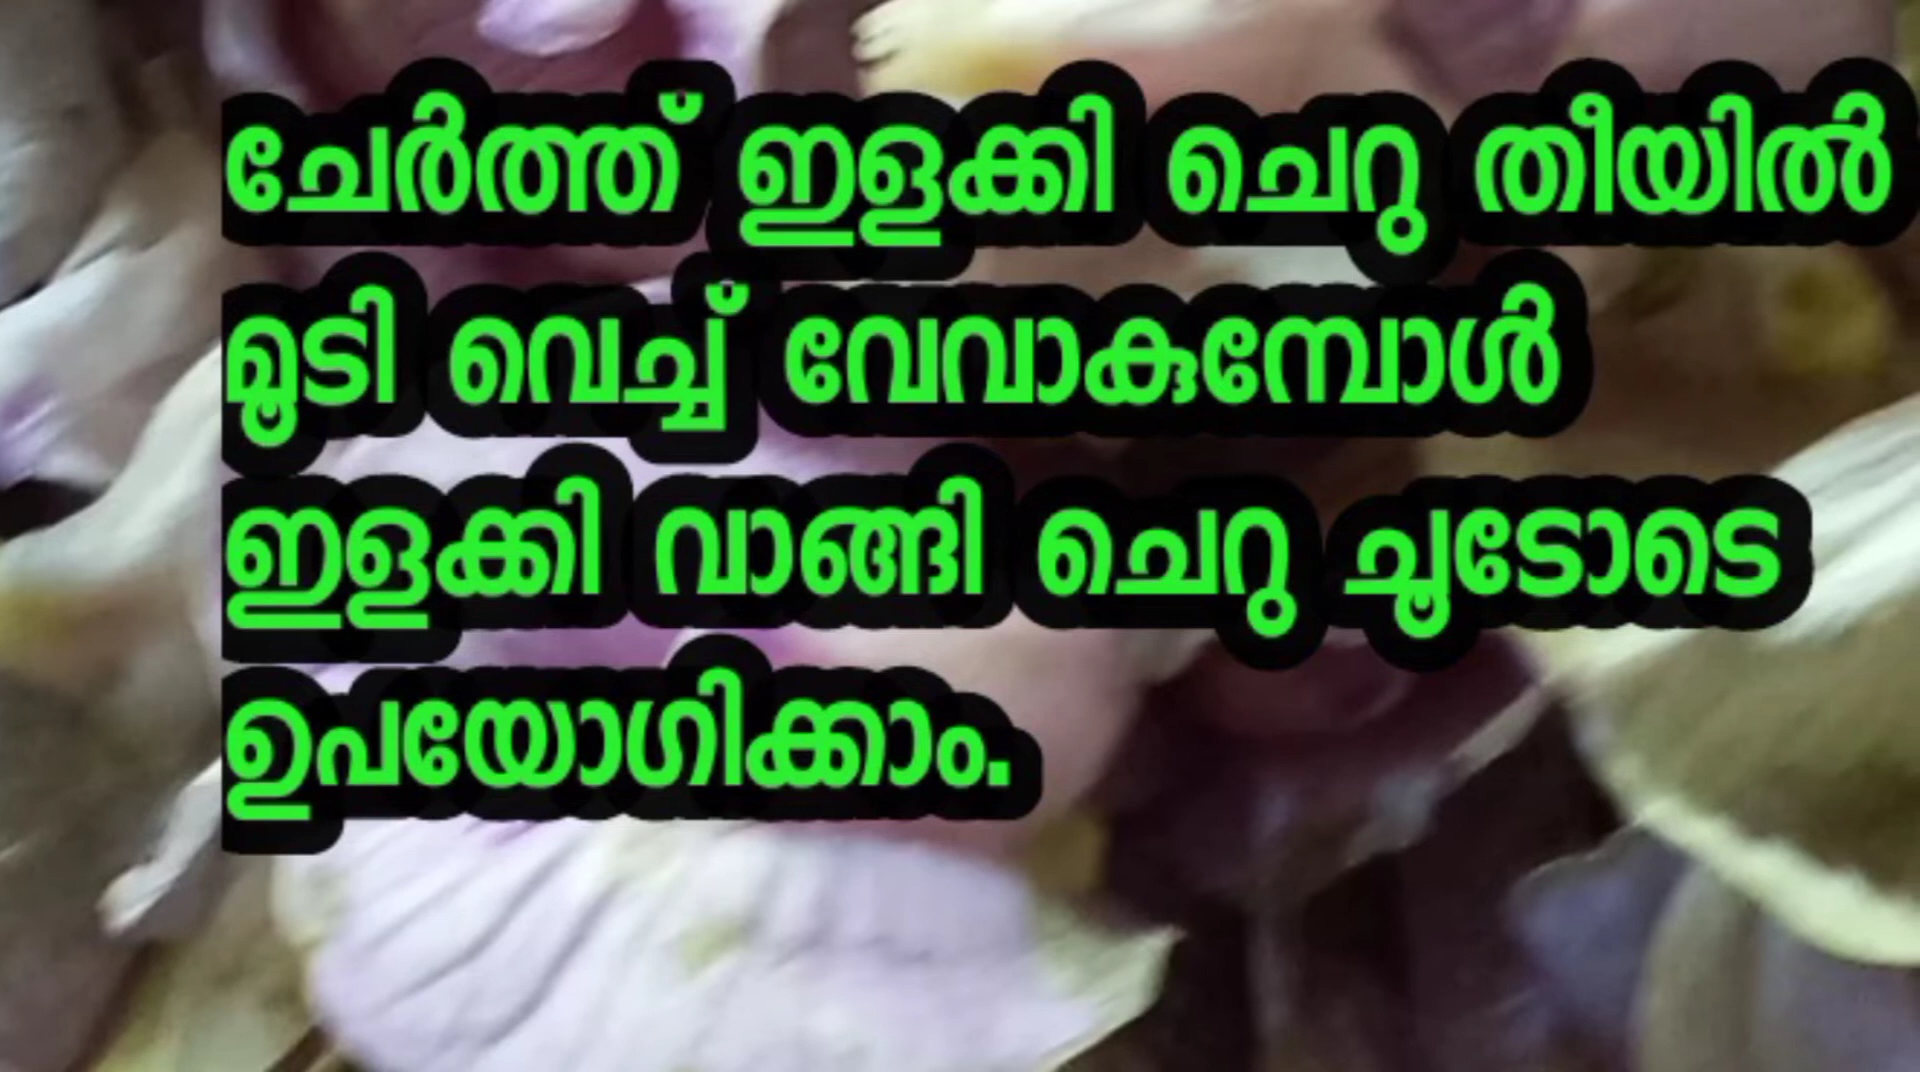 ചേർത്ത് ഇളക്കി ചെറു തീയിൽ
മൂടി വെച്ച് വേവാകുമ്പോൾ
ഇളക്കി വാങ്ങി ചെറു ചൂടോടെ
ഉപയോഗിക്കാം.